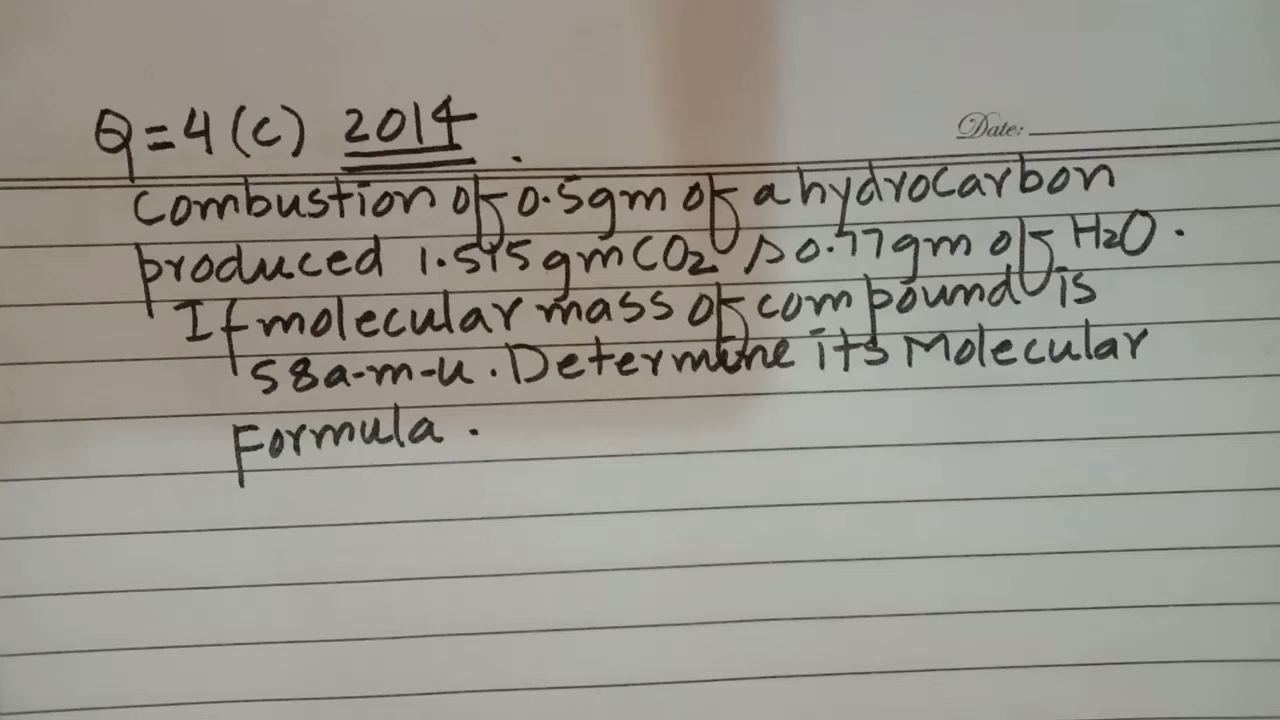 Q=4(c) 2014.
Date:
Combustion of 0.5gm of a hydrocarbon
produced 1.515gm CO2 & 0.77gm of H2O.
If molecular mass of compound is
58a-m-u. Determine its Molecular
Formula.